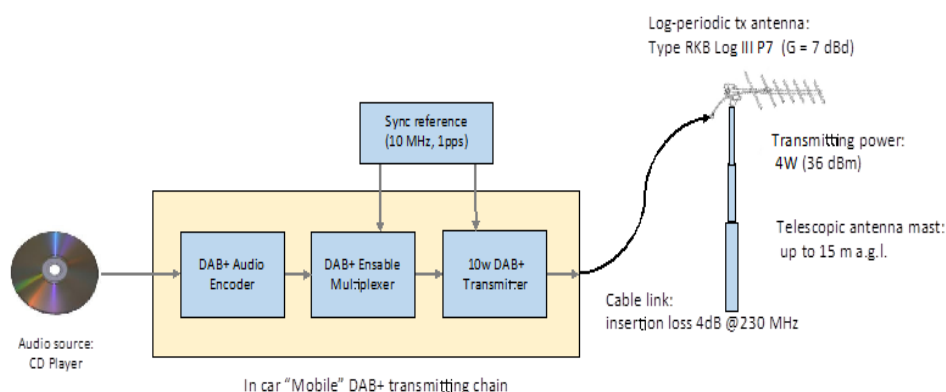 Log-periodic tx antenna:
Type RKB Log III P7 (G = 7 dBd)
Sync reference
(10 MHz, 1pps)
Transmitting power:
4W (36 dBm)
Telescopic antenna mast:
up to 15 m a.g.l.
DAB+ Audio
Encoder
DAB+ Ensable
Multiplexer
10w DAB+
Transmitter
Cable link:
insertion loss 4dB @230 MHz
Audio source:
CD Player
In car “Mobile” DAB+ transmitting chain